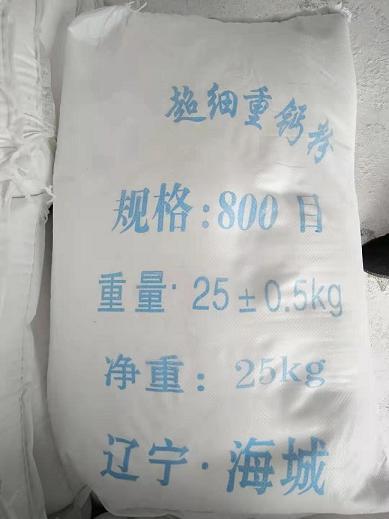 超细重钙粉
规格:800目
重量·25±0.5kg
净重:25kg
辽宁·海城